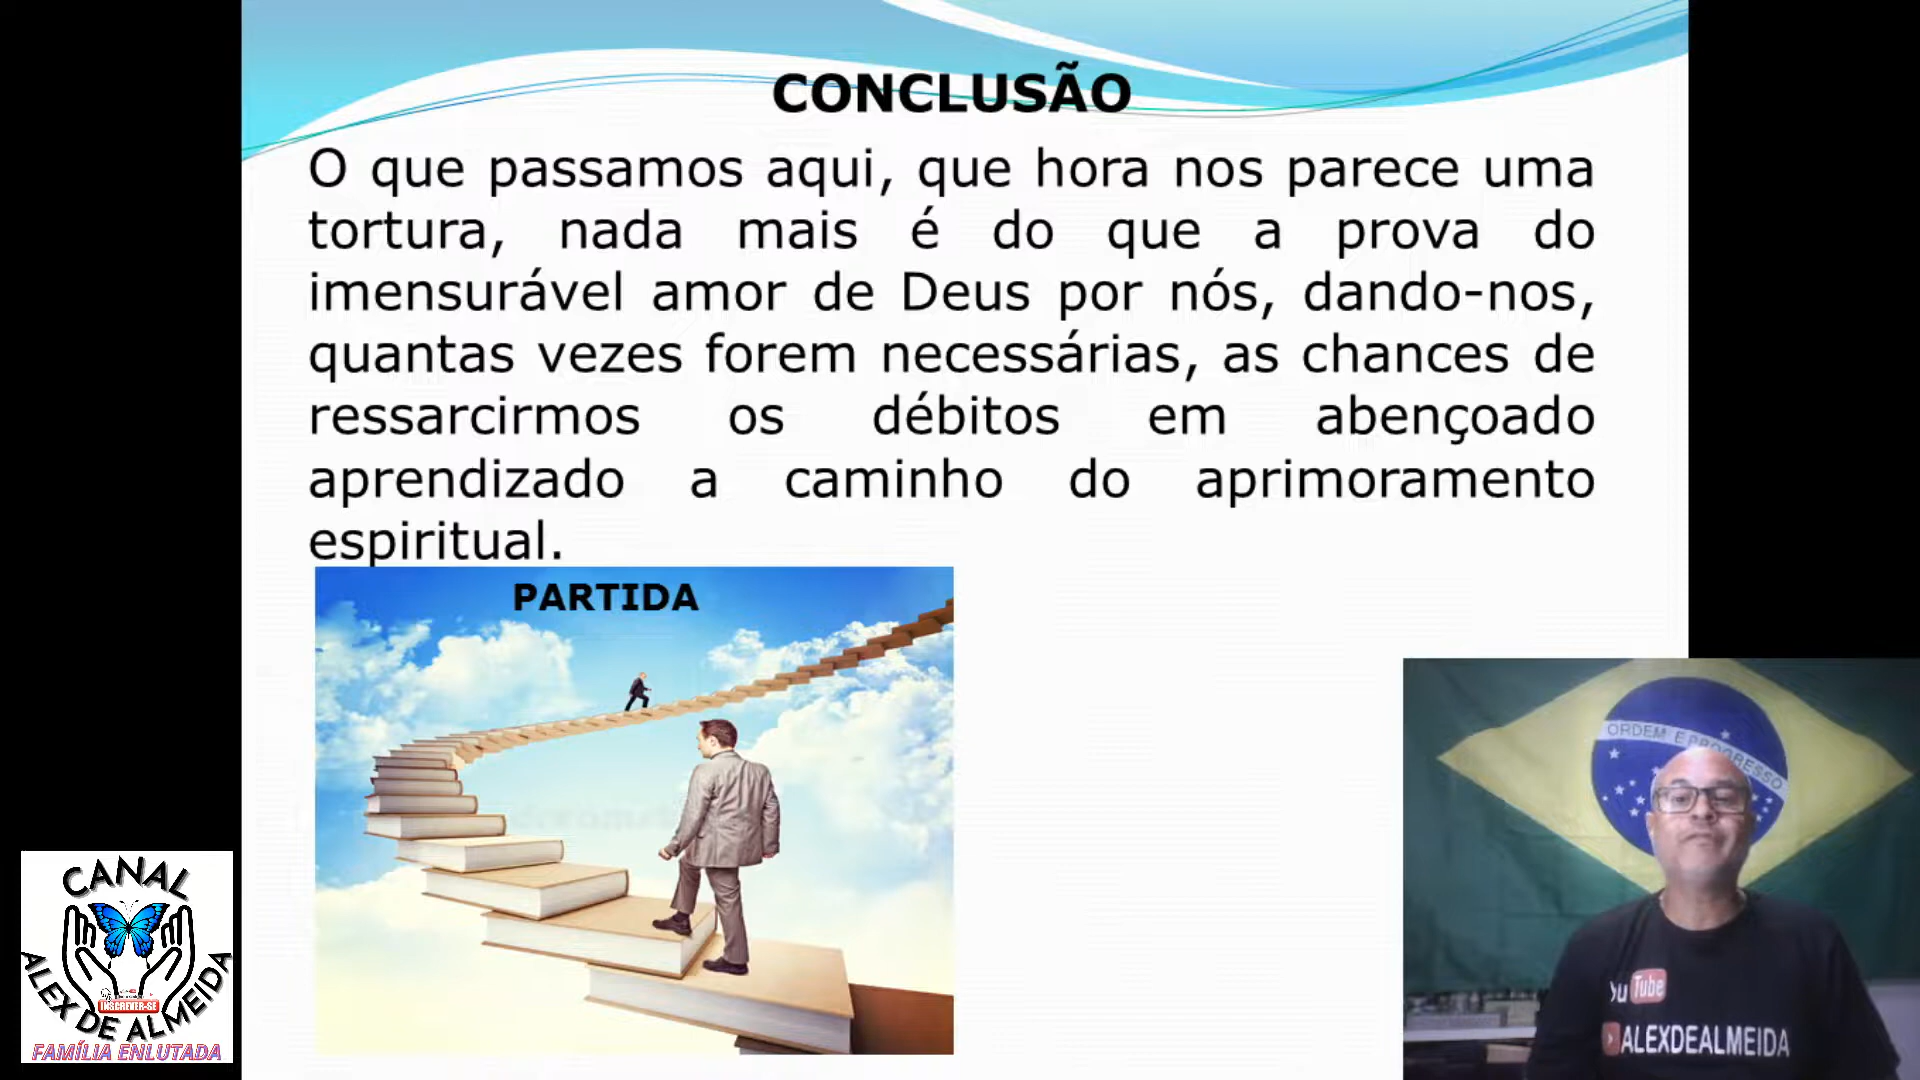 CONCLUSÃO
O que passamos aqui, que hora nos parece uma
tortura, nada mais é do que a prova do
imensurável amor de Deus por nós, dando-nos,
quantas vezes forem necessárias, as chances de
ressarcirmos os débitos em abençoado
aprendizado a caminho do aprimoramento
espiritual.
PARTIDA
ORDEM E PROGRESSO
CANAL
ALEX DE ALMEIDA
INSCREVER-SE
FAMÍLIA ENLUTADA
You Tube
ALEXDEALMEIDA